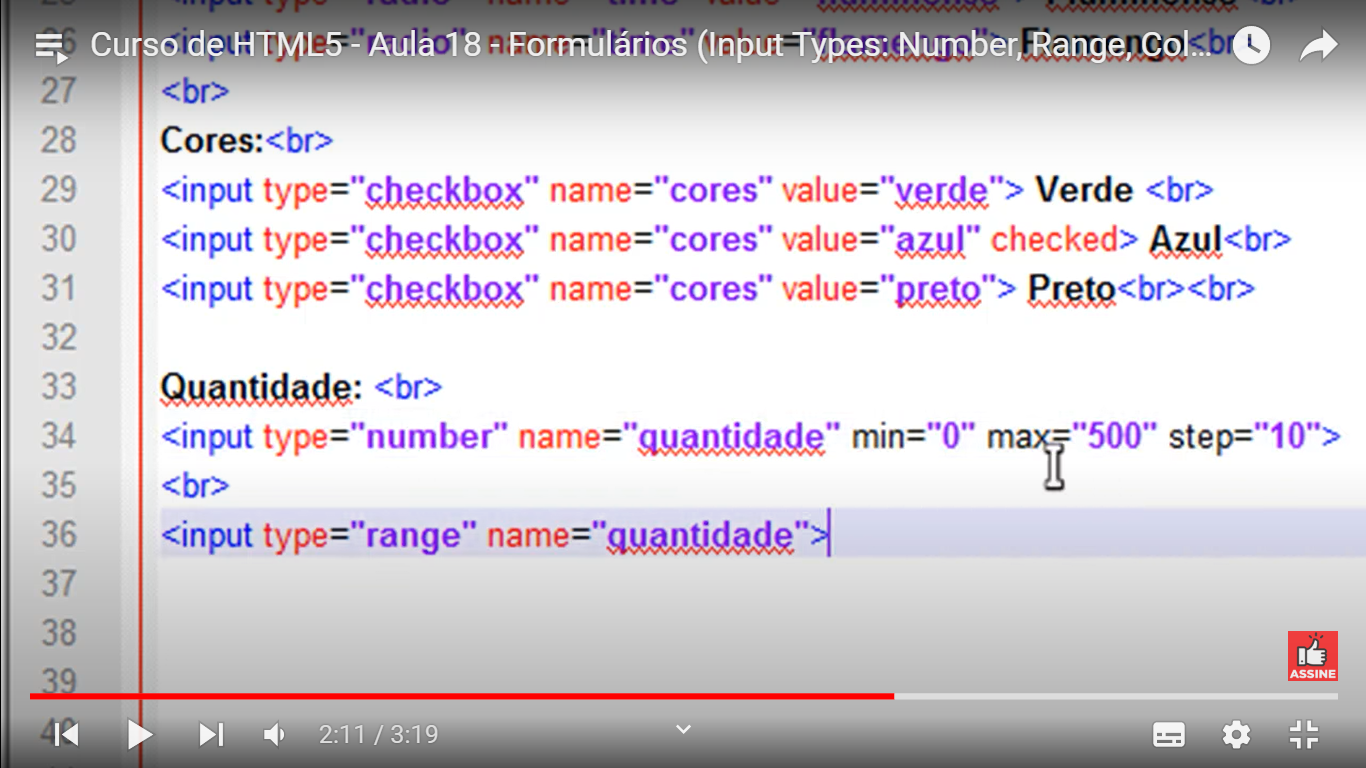 Curso de HTML5 - Aula 18 - Formulários (Input Types: Number, Range, Col...
27 <br>
28 Cores:<br>
29 <input type="checkbox" name="cores" value="verde"> Verde <br>
30 <input type="checkbox" name="cores" value="azul" checked> Azul<br>
31 <input type="checkbox" name="cores" value="preto"> Preto<br><br>
32
33 Quantidade: <br>
34 <input type="number" name="quantidade" min="0" max="500" step="10">
35 <br>
36 <input type="range" name="quantidade">
37
38
39
ASSINE
40
2:11 / 3:19